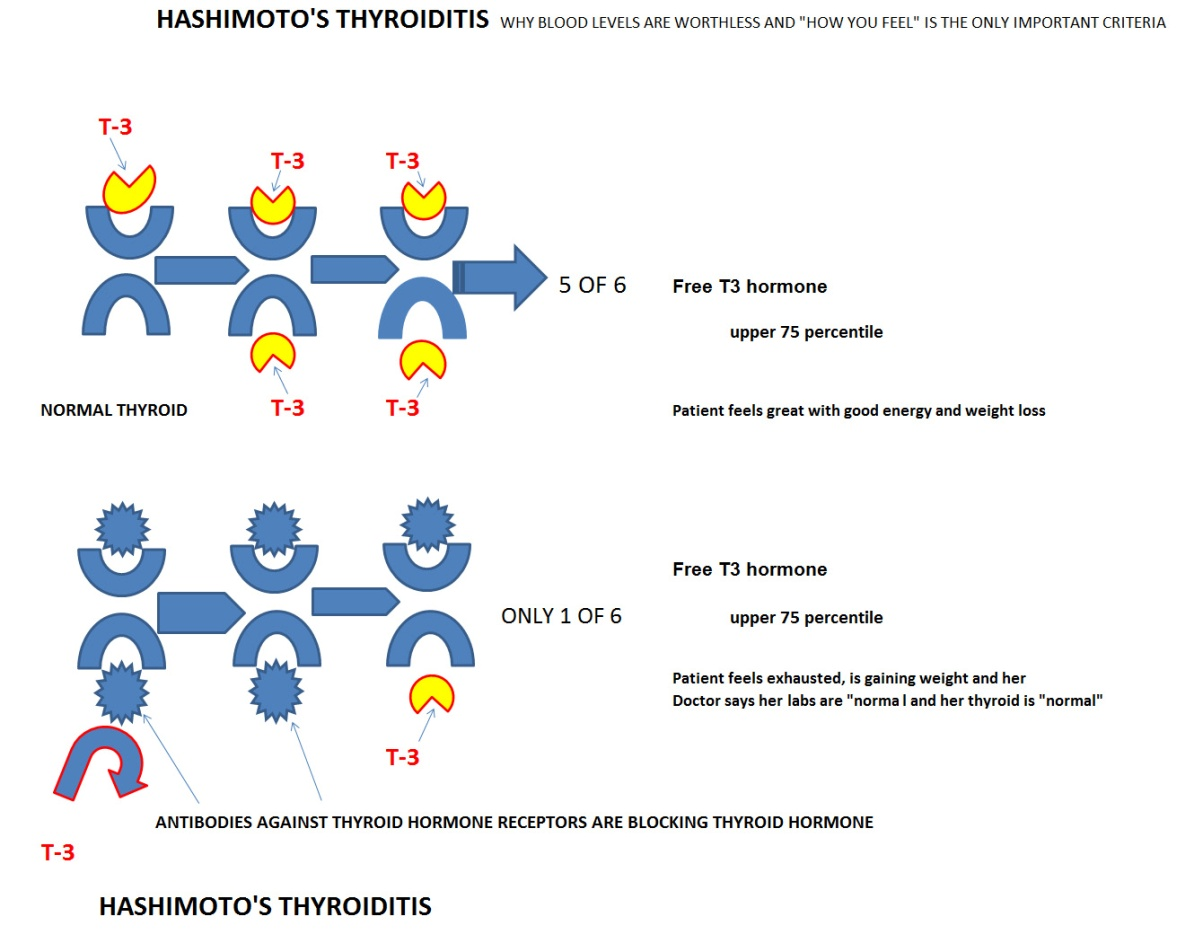 HASHIMOTO'S THYROIDITIS WHY BLOOD LEVELS ARE WORTHLESS AND "HOW YOU FEEL" IS THE ONLY IMPORTANT CRITERIA
T-3
T-3
T-3
5 OF 6
Free T3 hormone
upper 75 percentile
NORMAL THYROID
T-3
T-3
Patient feels great with good energy and weight loss
Free T3 hormone
ONLY 1 OF 6
upper 75 percentile
Patient feels exhausted, is gaining weight and her
Doctor says her labs are "normal and her thyroid is "normal"
T-3
ANTIBODIES AGAINST THYROID HORMONE RECEPTORS ARE BLOCKING THYROID HORMONE
T-3
HASHIMOTO'S THYROIDITIS